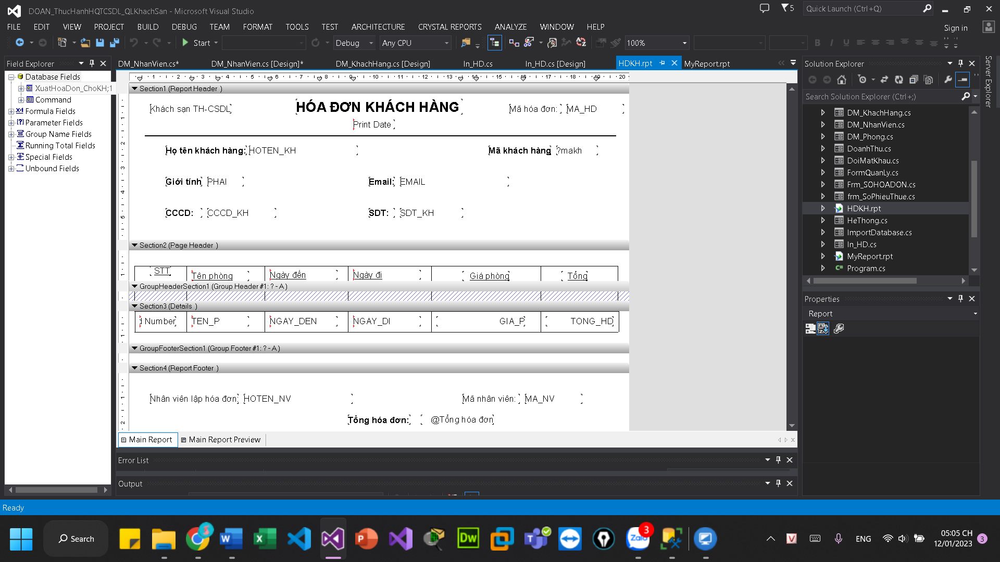 DOAN_ThucHanhHQTCSDL_QLKhachSan - Microsoft Visual Studio
5
Quick Launch (Ctrl+Q)
FILE EDIT VIEW PROJECT BUILD DEBUG TEAM FORMAT TOOLS TEST ARCHITECTURE CRYSTAL REPORTS ANALYZE WINDOW HELP
Sign in
Start Debug Any CPU 100%
B I U
Field Explorer
Database Fields
XuatHoaDon_ChoKH;1
Command
Formula Fields
Parameter Fields
Group Name Fields
Running Total Fields
Special Fields
Unbound Fields
DM_NhanVien.cs* DM_NhanVien.cs [Design]* DM_KhachHang.cs [Design] In_HD.cs In_HD.cs [Design] HDKH.rpt MyReport.rpt
1 2 3 4 5 6 7 8 9 10 11 12 13 14 15 16 17 18 19 20
Section1 (Report Header )
Khách sạn TH-CSDL HÓA ĐƠN KHÁCH HÀNG Mã hóa đơn: MA_HD
Print Date
Họ tên khách hàng: HOTEN_KH Mã khách hàng ?makh
Giới tính PHAI Email: EMAIL
CCCD: CCCD_KH SDT: SDT_KH
Section2 (Page Header )
STT Tên phòng Ngày đến Ngày đi Giá phòng Tổng
GroupHeaderSection1 (Group Header #1: ? - A )
Section3 (Details )
Number TEN_P NGAY_DEN NGAY_DI GIA_P TONG_HD
GroupFooterSection1 (Group Footer #1: ? - A )
Section4 (Report Footer )
Nhân viên lập hóa đơn: HOTEN_NV Mã nhân viên: MA_NV
Tổng hóa đơn: @Tổng hóa đơn
Main Report Main Report Preview
Error List
Output
Solution Explorer
Search Solution Explorer (Ctrl+;)
DM_KhachHang.cs
DM_NhanVien.cs
DM_Phong.cs
DoanhThu.cs
DoiMatKhau.cs
FormQuanLy.cs
Frm_SOHOADON.cs
frm_SoPhieuThue.cs
HDKH.rpt
HeThong.cs
ImportDatabase.cs
In_HD.cs
MyReport.rpt
Program.cs
Properties
Report
Server Explorer
Ready
Search
Dw
Zalo
3
V
ENG
05:05 CH
12/01/2023
3